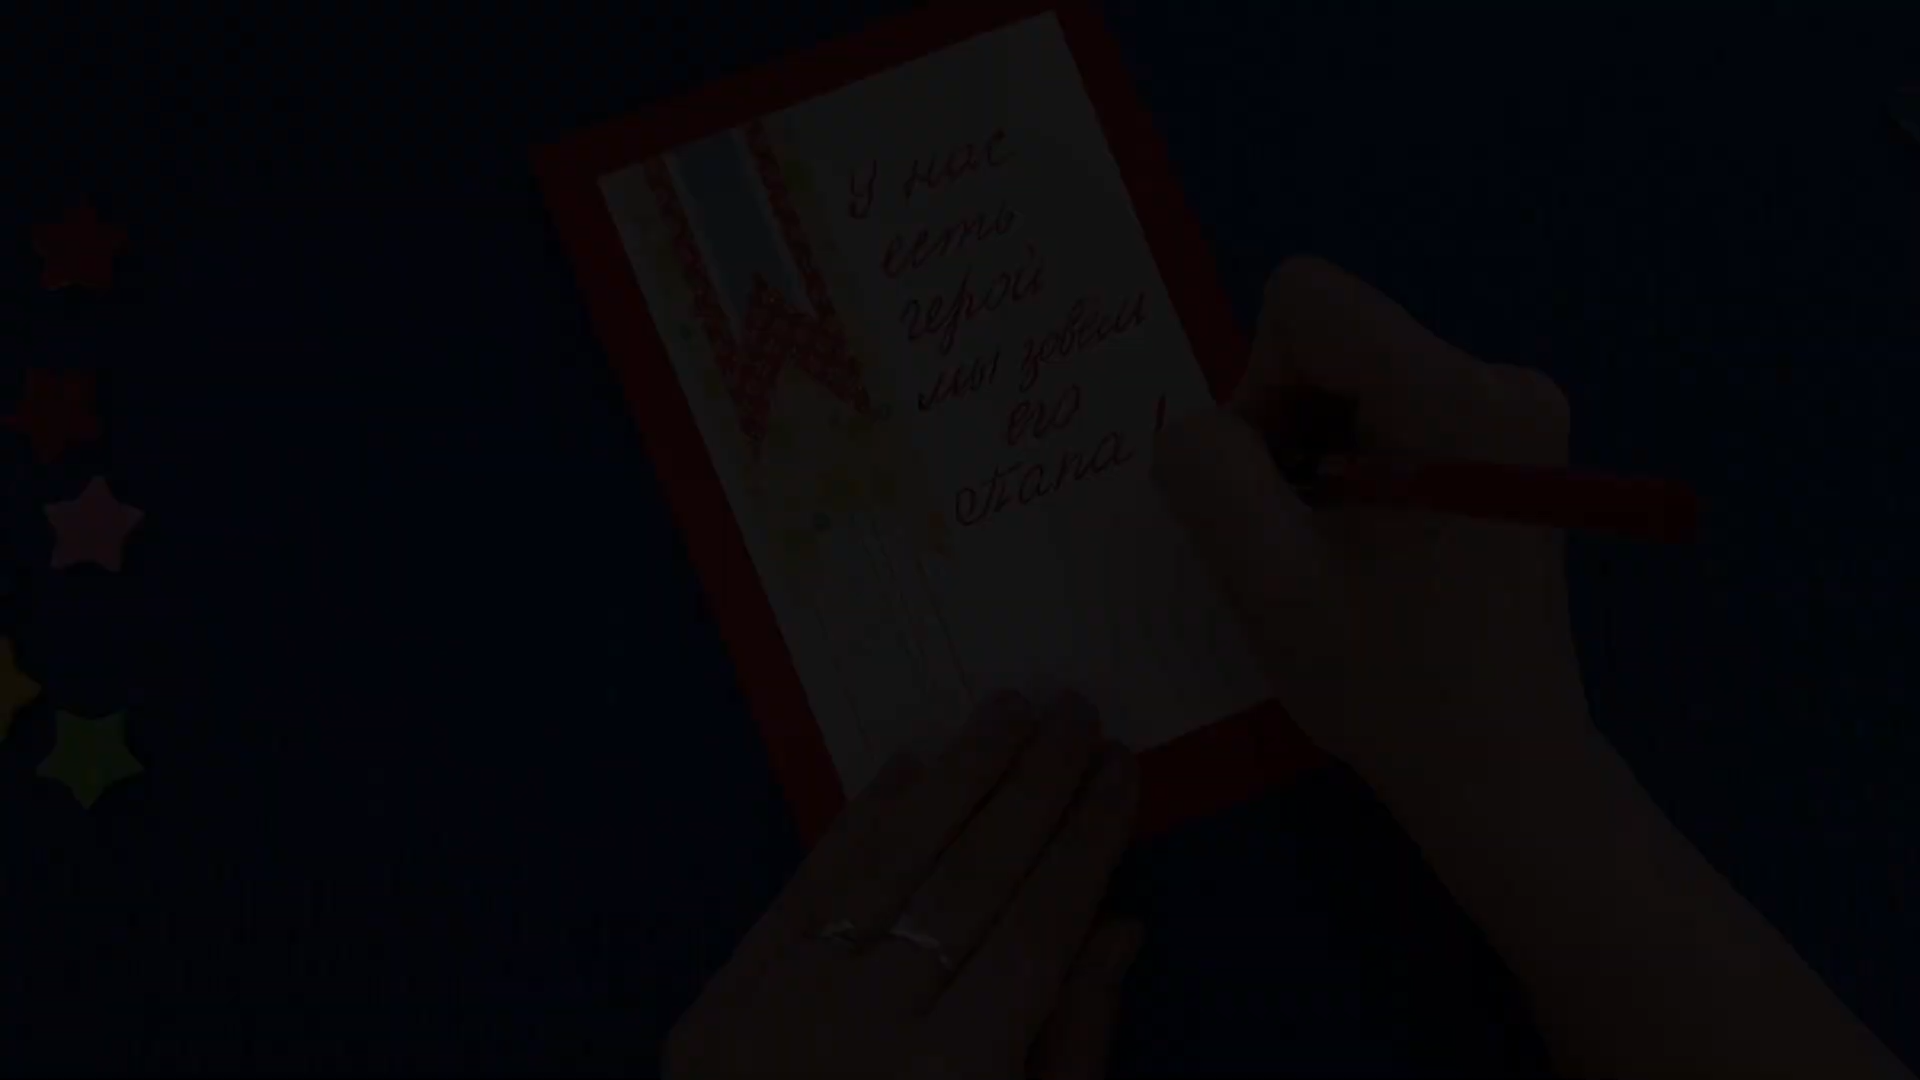 У нас
есть
герой
мы зовем
его
Папа!